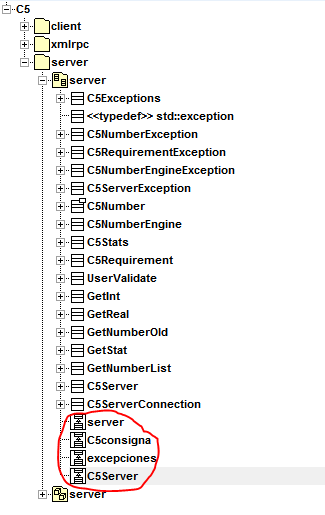 C5
client
xmlrpc
server
server
C5Exceptions
<<typedef>> std::exception
C5NumberException
C5RequirementException
C5NumberEngineException
C5ServerException
C5Number
C5NumberEngine
C5Stats
C5Requirement
UserValidate
GetInt
GetReal
GetNumberOld
GetStat
GetNumberList
C5Server
C5ServerConnection
server
C5consigna
excepciones
C5Server
server